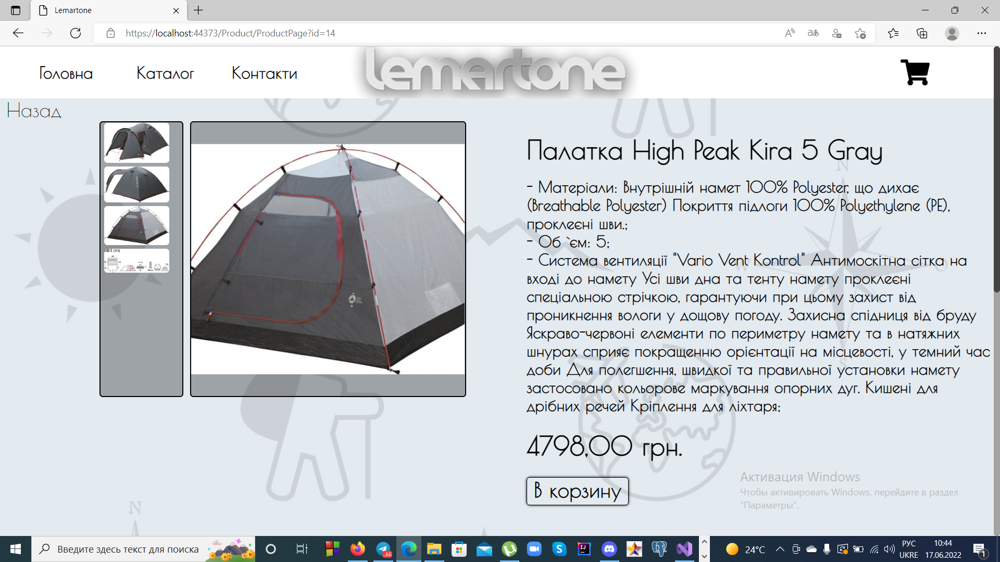 Lemartone
https://localhost:44373/Product/ProductPage?id=14
Головна
Каталог
Контакти
lemartone
Назад
Палатка High Peak Kira 5 Gray
- Матеріали: Внутрішній намет 100% Polyester, що дихає
(Breathable Polyester) Покриття підлоги 100% Polyethylene (PE),
проклеєні шви.;
- Об `єм: 5;
- Система вентиляції "Vario Vent Kontrol" Антимоскітна сітка на
вході до намету Усі шви дна та тенту намету проклеєні
спеціальною стрічкою, гарантуючи при цьому захист від
проникнення вологи у дощову погоду. Захисна спідниця від бруду
Яскраво-червоні елементи по периметру намету та в натяжних
шнурах сприяє покращенню орієнтації на місцевості, у темний час
доби Для полегшення, швидкої та правильної установки намету
застосовано кольорове маркування опорних дуг. Кишені для
дрібних речей Кріплення для ліхтаря;
4798,00 грн.
В корзину
KIRA 5
N
W
O
S
N
Активация Windows
Чтобы активировать Windows, перейдите в раздел
"Параметры".
Введите здесь текст для поиска
66
24°C
РУС
UKRE
10:44
17.06.2022
1